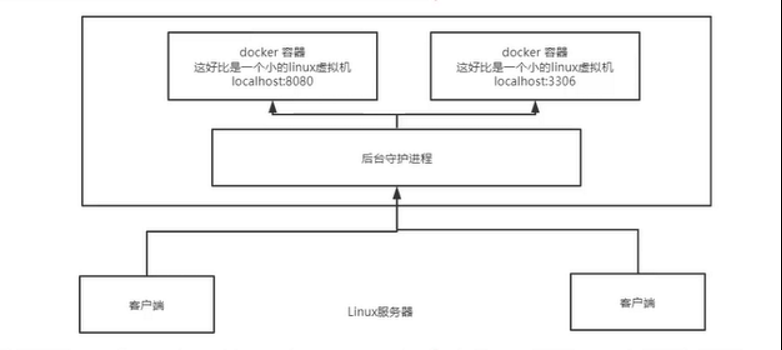 docker 容器
这好比是一个小的linux虚拟机
localhost:8080
docker 容器
这好比是一个小的linux虚拟机
localhost:3306
后台守护进程
客户端
Linux服务器
客户端